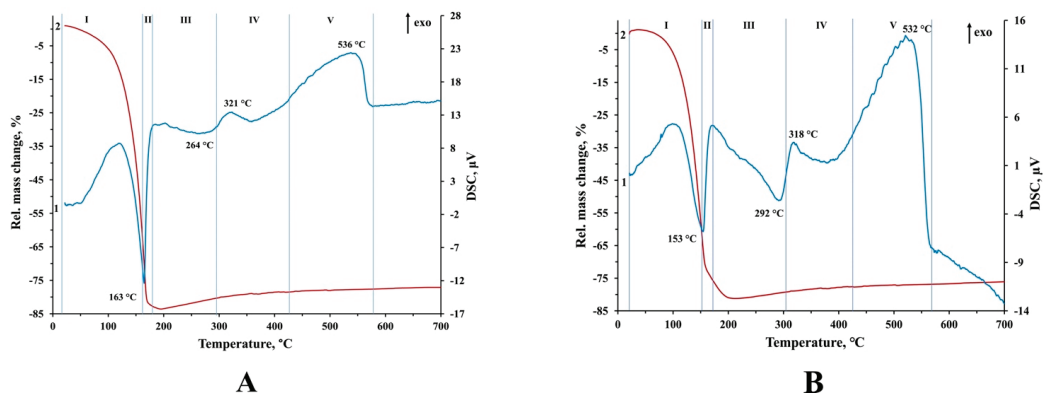 2 I II III IV V ↑ exo 28
-5 536 °C 23
-15 18
-25 321 °C 13
-35 264 °C 8
-45 3
-55 1 -2
-65 -7
-75 163 °C -12
-85 -17
0 100 200 300 400 500 600 700
Temperature, °C
Rel. mass change, %
DSC, µV
A
2 I II III IV V ↑ exo 16
-5 532 °C 11
-15
-25 6
-35 318 °C
-45 1 1
-55 292 °C -4
-65 153 °C
-75 -9
-85 -14
0 100 200 300 400 500 600 700
Temperature, °C
Rel. mass change, %
DSC, µV
B